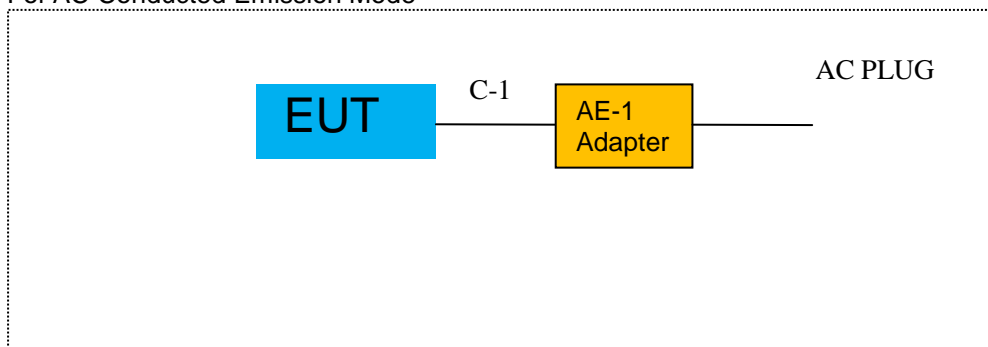 For AC Conducted Emission Mode
EUT
C-1
AE-1
Adapter
AC PLUG